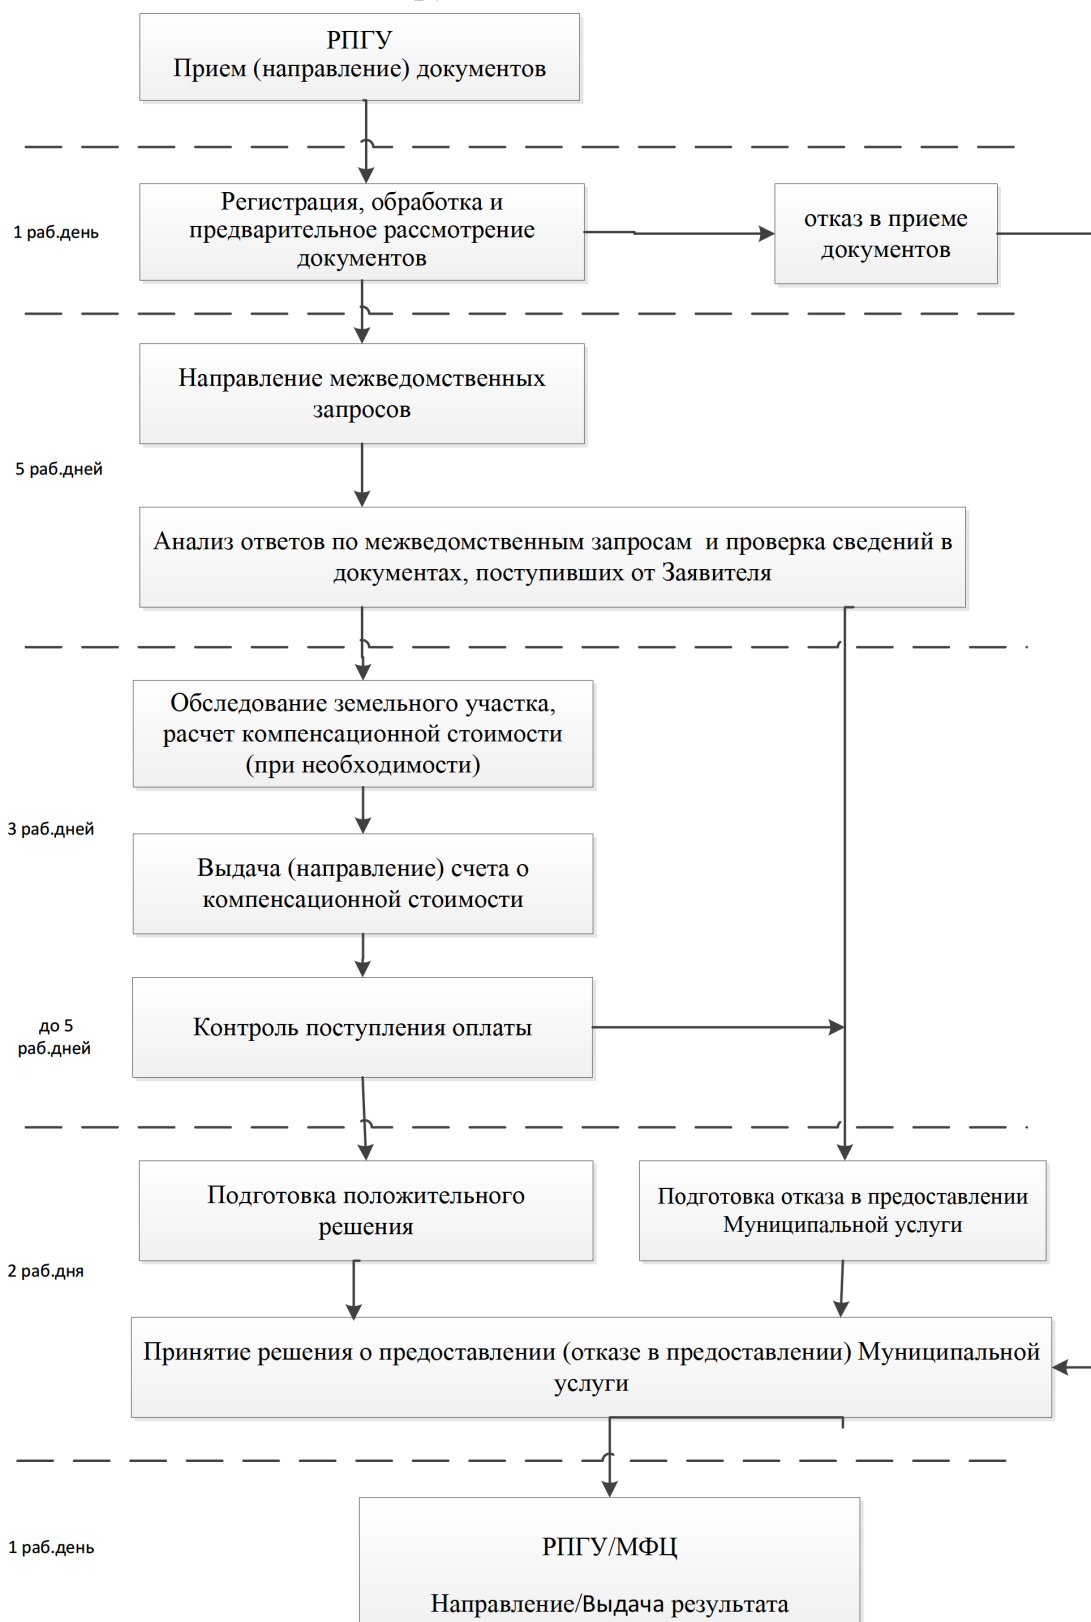 РПГУ
Прием (направление) документов
1 раб.день
Регистрация, обработка и
предварительное рассмотрение
документов
отказ в приеме
документов
Направление межведомственных
запросов
5 раб.дней
Анализ ответов по межведомственным запросам и проверка сведений в
документах, поступивших от Заявителя
Обследование земельного участка,
расчет компенсационной стоимости
(при необходимости)
3 раб.дней
Выдача (направление) счета о
компенсационной стоимости
до 5
раб.дней
Контроль поступления оплаты
Подготовка положительного
решения
Подготовка отказа в предоставлении
Муниципальной услуги
2 раб.дня
Принятие решения о предоставлении (отказе в предоставлении) Муниципальной
услуги
1 раб.день
РПГУ/МФЦ
Направление/Выдача результата